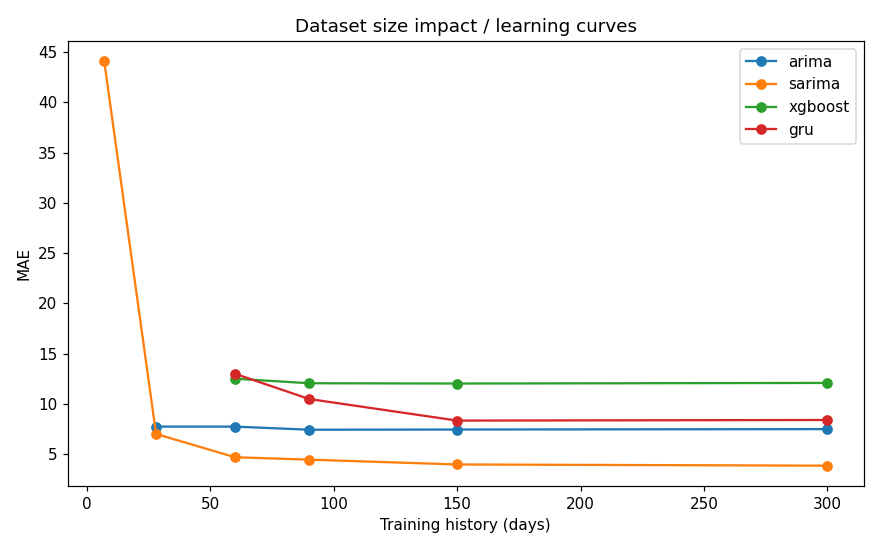 Dataset size impact / learning curves
45
40
35
30
25
20
15
10
5
MAE
arima
sarima
xgboost
gru
0
50
100
150
200
250
300
Training history (days)